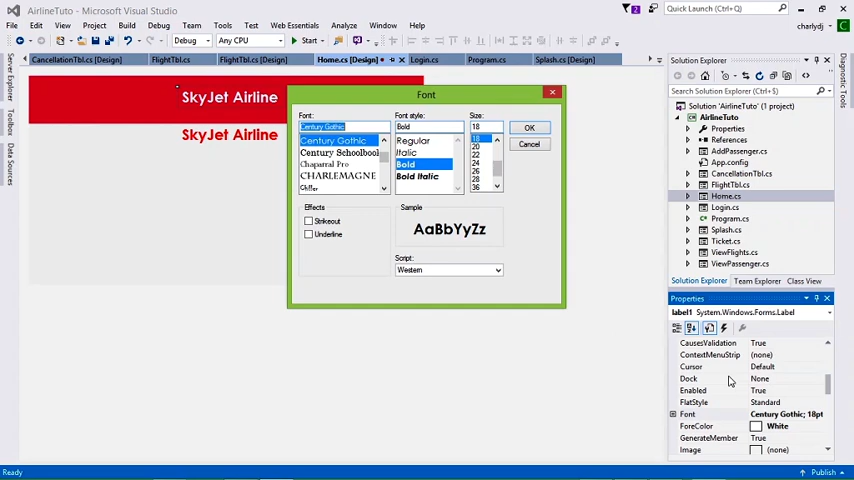 AirlineTuto - Microsoft Visual Studio
2
Quick Launch (Ctrl+Q)
File Edit View Project Build Debug Team Tools Test Web Essentials Analyze Window Help
charlydj C
Debug Any CPU Start
CancellationTbl.cs [Design] FlightTbl.cs FlightTbl.cs [Design] Home.cs [Design] Login.cs Program.cs Splash.cs [Design]
Server Explorer
Toolbox
Data Sources
SkyJet Airline
SkyJet Airline
Font
Font: Font style: Size:
Century Gothic Bold 18
OK
Cancel
Century Gothic Regular 18
Century Schoolbook Italic 20
Chaparral Pro Bold 22
CHARLEMAGNE Bold Italic 24
26
28
36
Effects
Strikeout
Underline
Sample
AaBbYyZz
Script:
Western
Solution Explorer
Search Solution Explorer (Ctrl+$)
Solution 'AirlineTuto' (1 project)
AirlineTuto
Properties
References
AddPassenger.cs
App.config
CancellationTbl.cs
FlightTbl.cs
Home.cs
Login.cs
Program.cs
Splash.cs
Ticket.cs
ViewFlights.cs
ViewPassenger.cs
Solution Explorer Team Explorer Class View
Properties
label1 System.Windows.Forms.Label
CausesValidation True
ContextMenuStrip (none)
Cursor Default
Dock None
Enabled True
FlatStyle Standard
Font Century Gothic; 18pt
ForeColor White
GenerateMember True
Image (none)
Diagnostic Tools
Ready
Publish